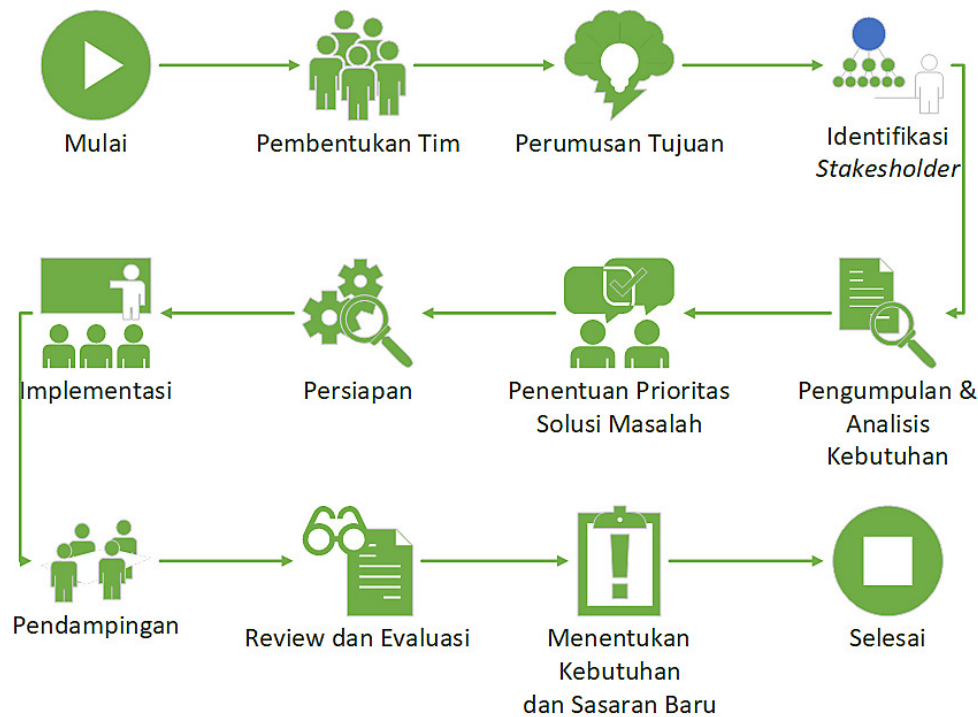 Mulai
Pembentukan Tim
Perumusan Tujuan
Identifikasi
Stakesholder
Pengumpulan &
Analisis
Kebutuhan
Penentuan Prioritas
Solusi Masalah
Persiapan
Implementasi
Pendampingan
Review dan Evaluasi
Menentukan
Kebutuhan
dan Sasaran Baru
Selesai